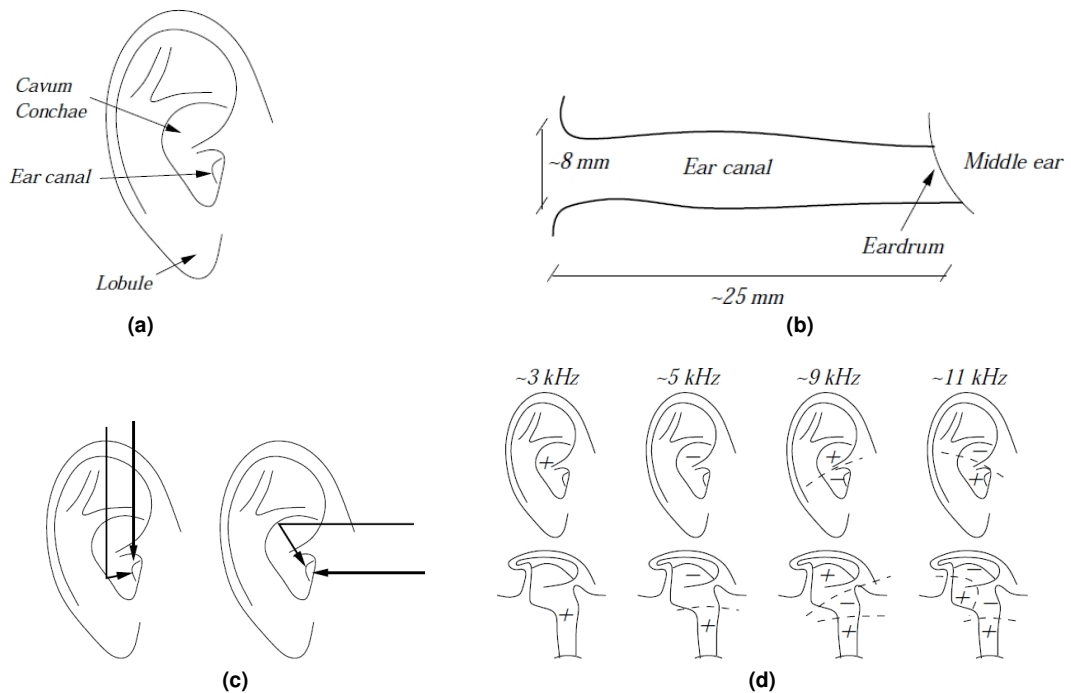 Cavum
Conchae
Ear canal
Lobule
(a)
~8 mm
Ear canal
Middle ear
Eardrum
~25 mm
(b)
(c)
~3 kHz ~5 kHz ~9 kHz ~11 kHz
+ − + −
− +
− + −
+ −
+ + + +
(d)